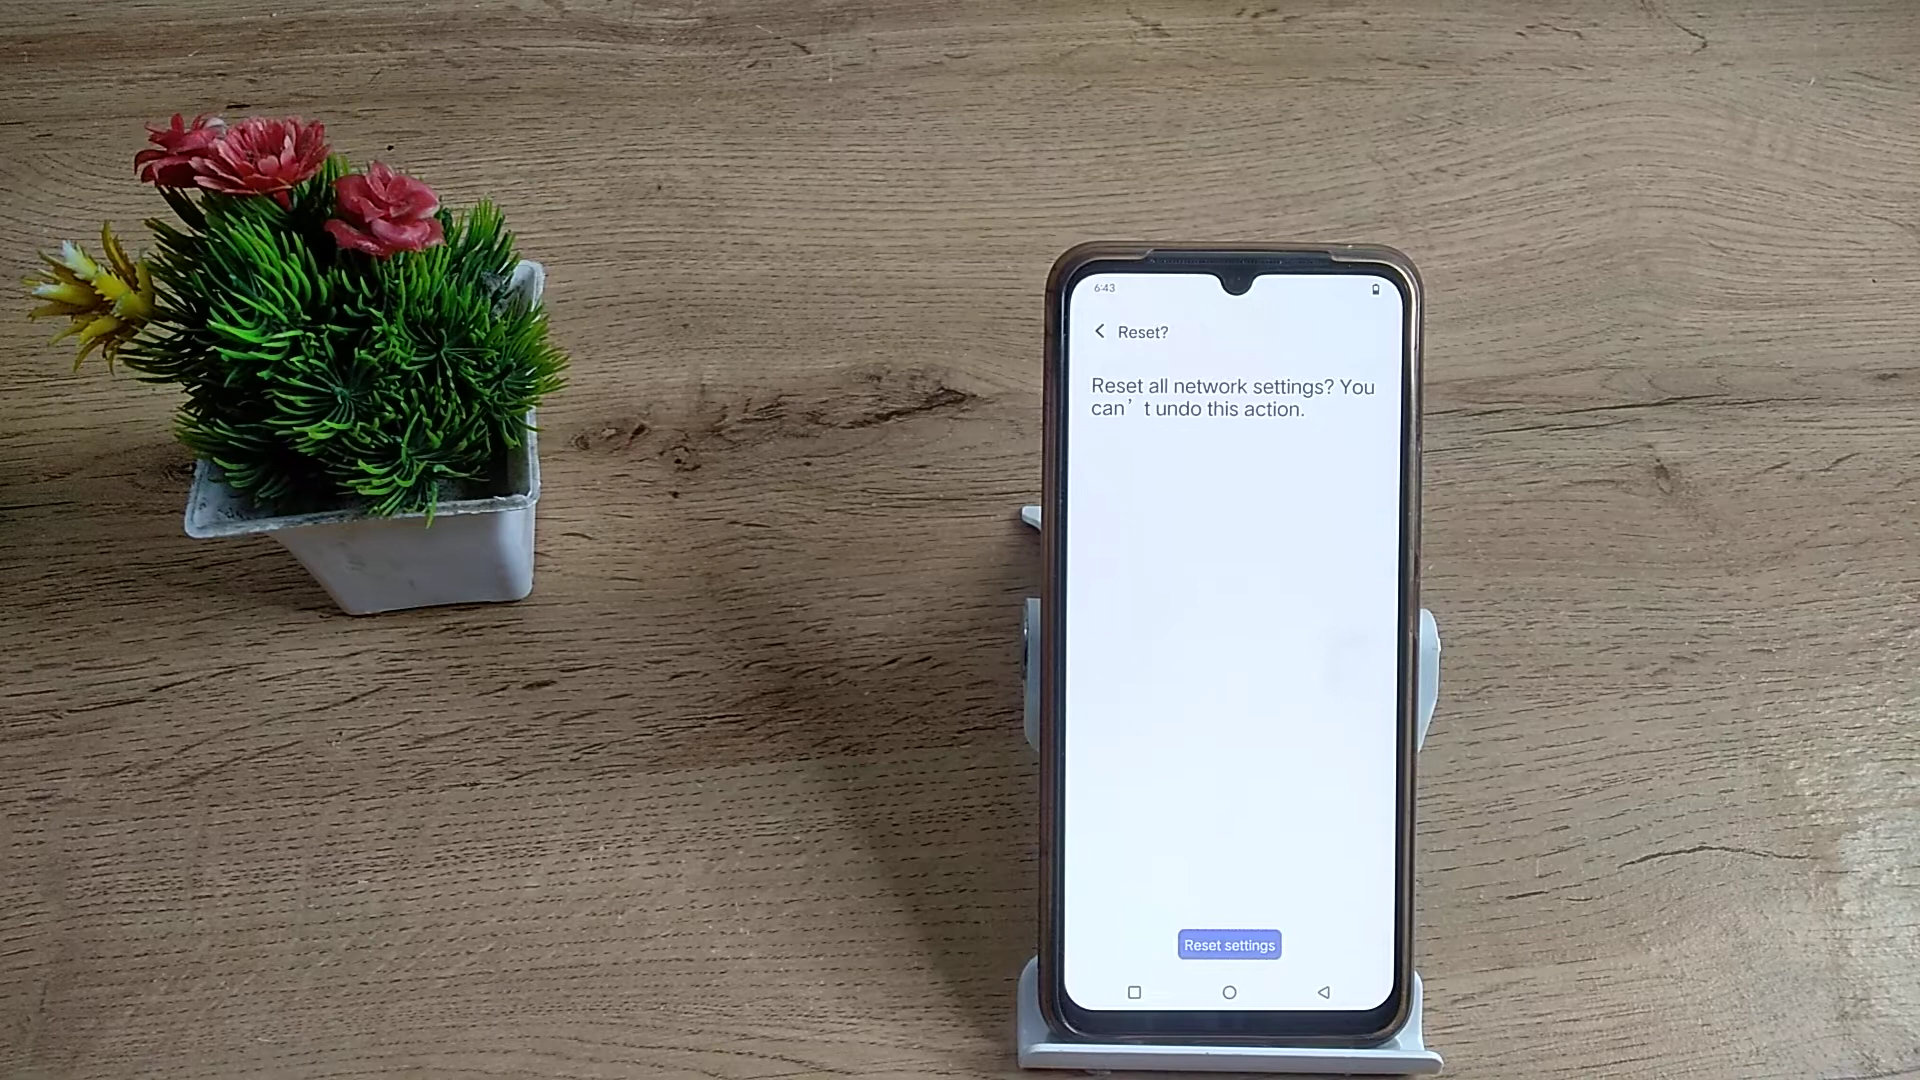 6:43
Reset?
Reset all network settings? You
can’t undo this action.
Reset settings